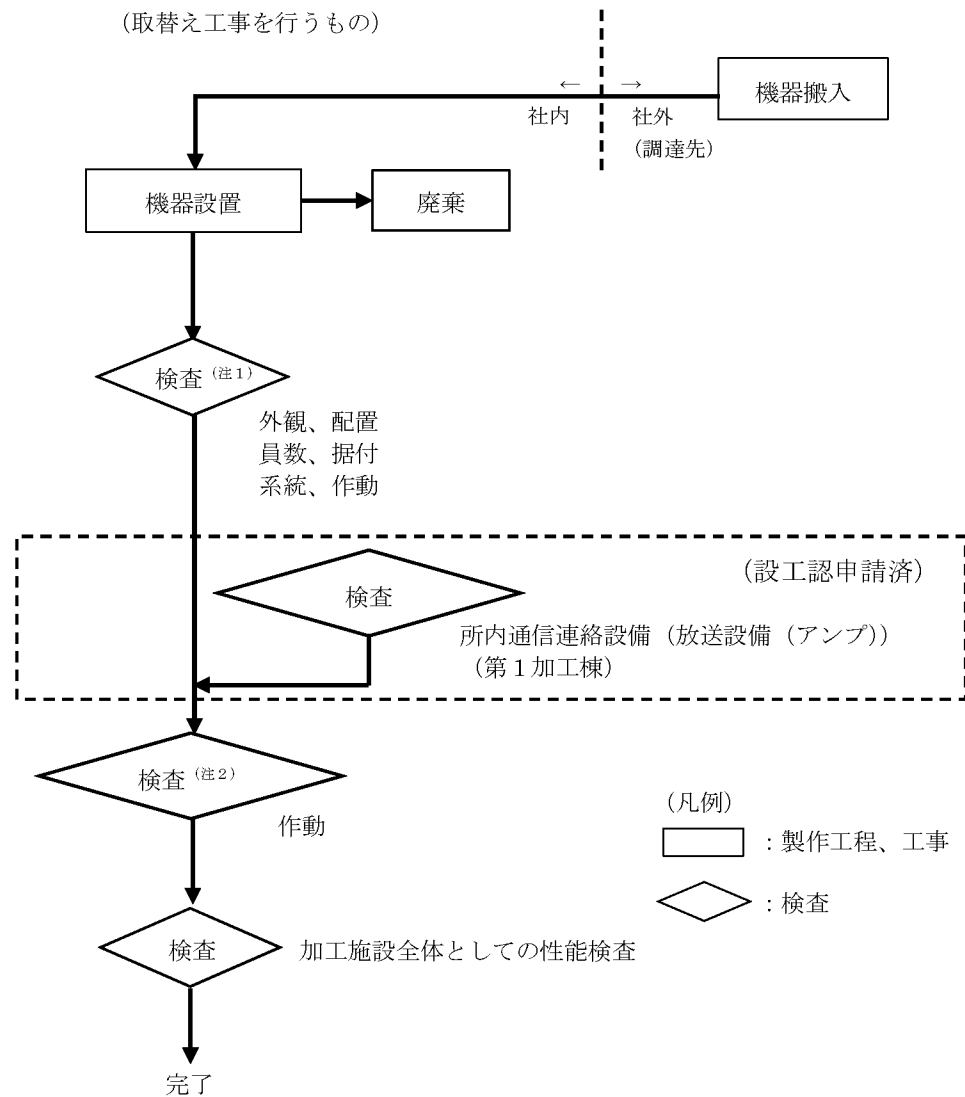 （取替え工事を行うもの）
機器搬入
← →
社内 社外
（調達先）
機器設置
廃棄
検査（注１）
外観、配置
員数、据付
系統、作動
（設工認申請済）
検査
所内通信連絡設備（放送設備（アンプ））
（第１加工棟）
検査（注２）
作動
（凡例）
：製作工程、工事
：検査
検査
加工施設全体としての性能検査
完了